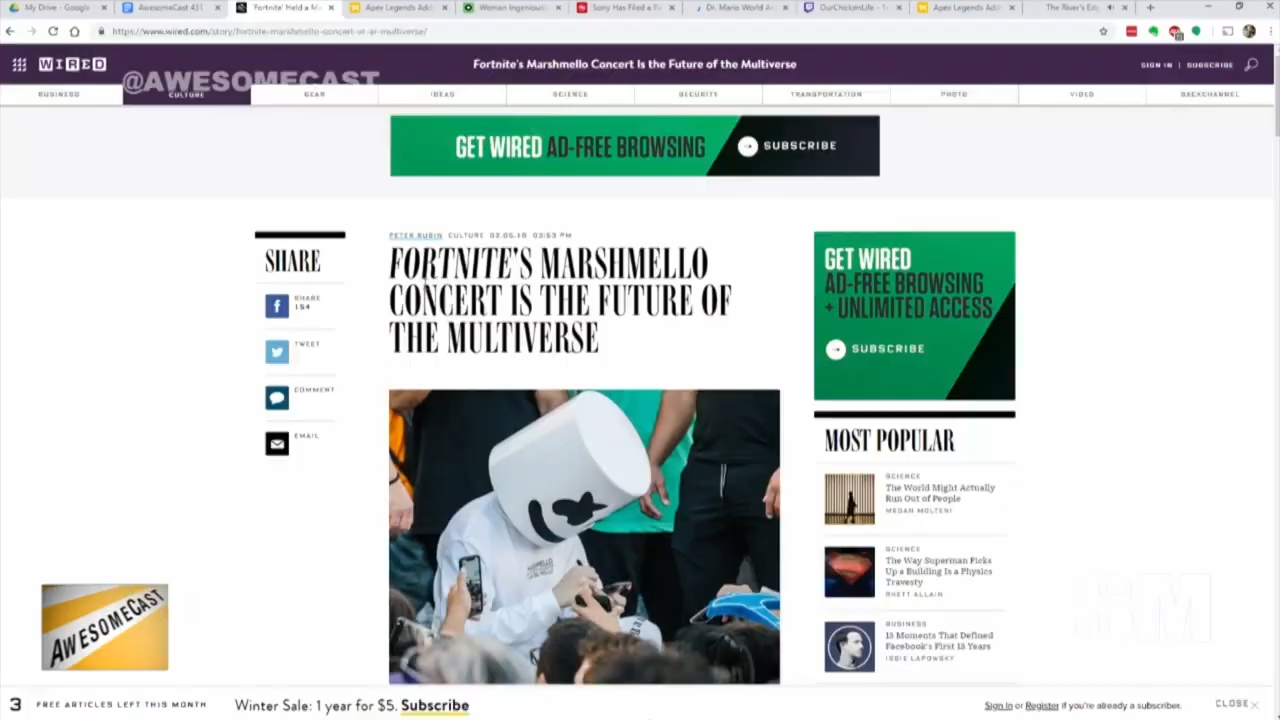 My Drive - Google
AwesomeCast 431
'Fortnite' Held a Ma
Apex Legends Add
Woman Ingenious
Sony Has Filed a P
Dr. Mario World A
OurChickenLife - T
Apex Legends Add
The River's Ed
https://www.wired.com/story/fortnite-marshmello-concert-vr-ar-multiverse/
WIRED
Fortnite's Marshmello Concert Is the Future of the Multiverse
SIGN IN | SUBSCRIBE
@AWESOMECAST
BUSINESS
CULTURE
GEAR
IDEAS
SCIENCE
SECURITY
TRANSPORTATION
PHOTO
VIDEO
BACKCHANNEL
GET WIRED AD-FREE BROWSING
SUBSCRIBE
SHARE
SHARE
194
TWEET
COMMENT
EMAIL
PETER RUBIN CULTURE 02.05.19 03:53 PM
FORTNITE'S MARSHMELLO
CONCERT IS THE FUTURE OF
THE MULTIVERSE
GET WIRED
AD-FREE BROWSING
+ UNLIMITED ACCESS
SUBSCRIBE
MOST POPULAR
SCIENCE
The World Might Actually
Run Out of People
MEGAN MOLTENI
SCIENCE
The Way Superman Picks
Up a Building Is a Physics
Travesty
RHETT ALLAIN
BUSINESS
15 Moments That Defined
Facebook's First 15 Years
ISSIE LAPOWSKY
AWESOMECAST
SM
3 FREE ARTICLES LEFT THIS MONTH
Winter Sale: 1 year for $5. Subscribe
Sign In or Register if you're already a subscriber.
CLOSE X